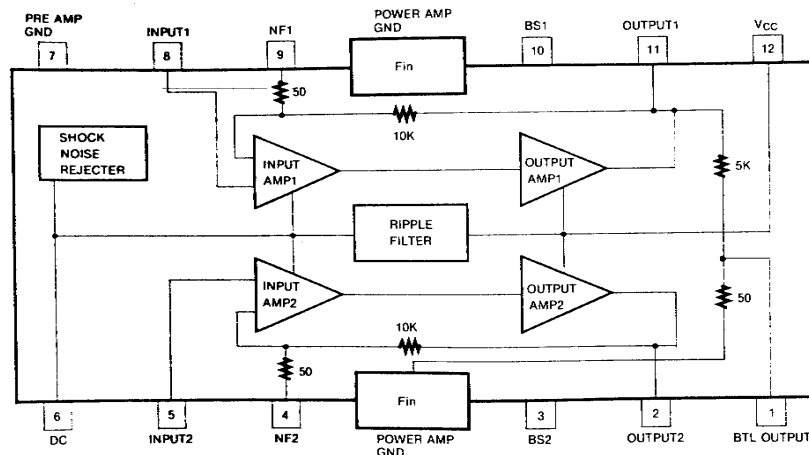 PRE AMP
GND
7
INPUT1
8
NF1
9
POWER AMP
GND
Fin
BS1
10
OUTPUT1
11
VCC
12
50
10K
SHOCK
NOISE
REJECTER
INPUT
AMP1
OUTPUT
AMP1
5K
RIPPLE
FILTER
INPUT
AMP2
OUTPUT
AMP2
50
10K
50
Fin
6
DC
5
INPUT2
4
NF2
POWER AMP
GND
3
BS2
2
OUTPUT2
1
BTL OUTPUT